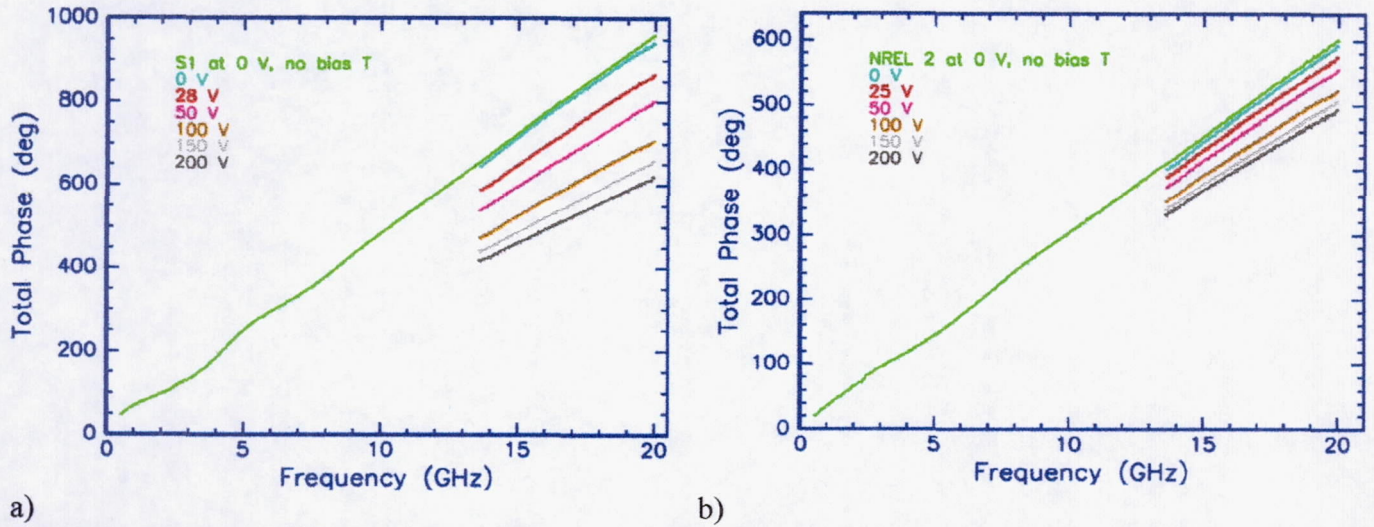 1000
800
600
400
200
0
Total Phase (deg)
S1 at 0 V, no bias T
0 V
28 V
50 V
100 V
150 V
200 V
0
5
10
15
20
Frequency (GHz)
a)
600
500
400
300
200
100
0
Total Phase (deg)
NREL 2 at 0 V, no bias T
0 V
25 V
50 V
100 V
150 V
200 V
0
5
10
15
20
Frequency (GHz)
b)